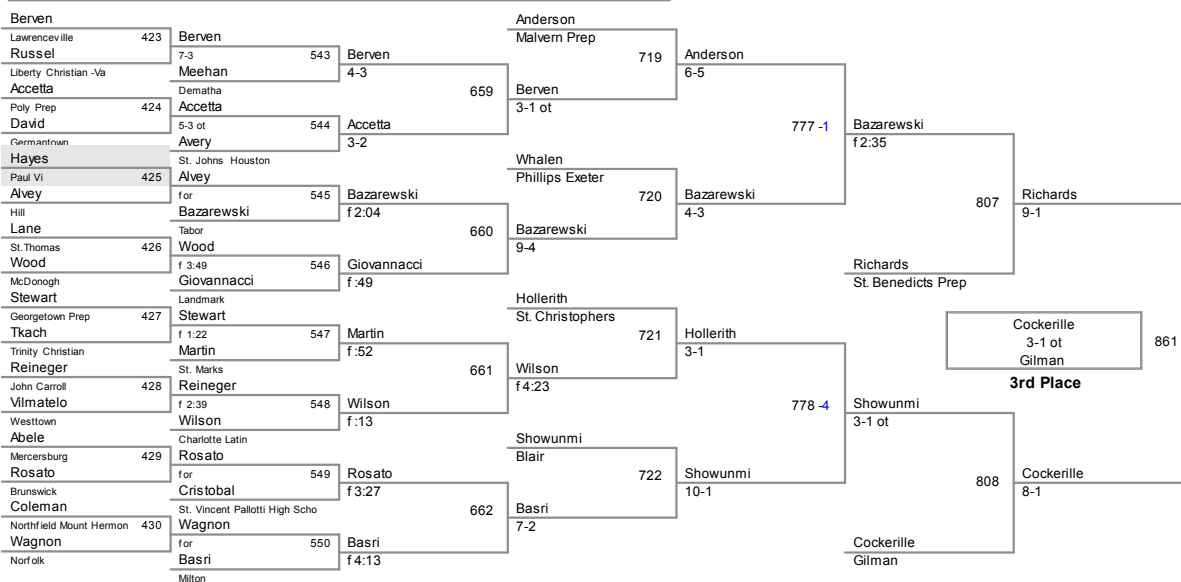 Berven
Lawrenceville 423
Russel
Liberty Christian -Va
Accetta
Poly Prep 424
David
Germantown
Hayes
Paul Vi 425
Alvey
Hill
Lane
St.Thomas 426
Wood
McDonogh
Stewart
Georgetown Prep 427
Tkach
Trinity Christian
Reineger
John Carroll 428
Vilmatelo
Westtown
Abele
Mercersburg 429
Rosato
Brunswick
Coleman
Northfield Mount Hermon 430
Wagnon
Norfolk
Berven
7-3 543
Meehan
Dematha
Accetta
5-3 ot 544
Avery
St. Johns Houston
Alvey
for 545
Bazarewski
Tabor
Wood
f 3:49 546
Giovannacci
Landmark
Stewart
f 1:22 547
Martin
St. Marks
Reineger
f 2:39 548
Wilson
Charlotte Latin
Rosato
for 549
Cristobal
St. Vincent Pallotti High Scho
Wagnon
for 550
Basri
Milton
Berven
4-3
659
Accetta
3-2
Bazarewski
f 2:04
660
Giovannacci
f :49
Martin
f :52
661
Wilson
f :13
Rosato
f 3:27
662
Basri
f 4:13
Anderson
Malvern Prep
719
Berven
3-1 ot
Whalen
Phillips Exeter
720
Bazarewski
9-4
Hollerith
St. Christophers
721
Wilson
f 4:23
Showunmi
Blair
722
Basri
7-2
Anderson
6-5
777 -1
Bazarewski
4-3
Hollerith
3-1
778 -4
Showunmi
10-1
Bazarewski
f 2:35
807
Richards
St. Benedicts Prep
Showunmi
3-1 ot
808
Cockerille
Gilman
Richards
9-1
Cockerille
3-1 ot
Gilman
861
3rd Place
Cockerille
8-1